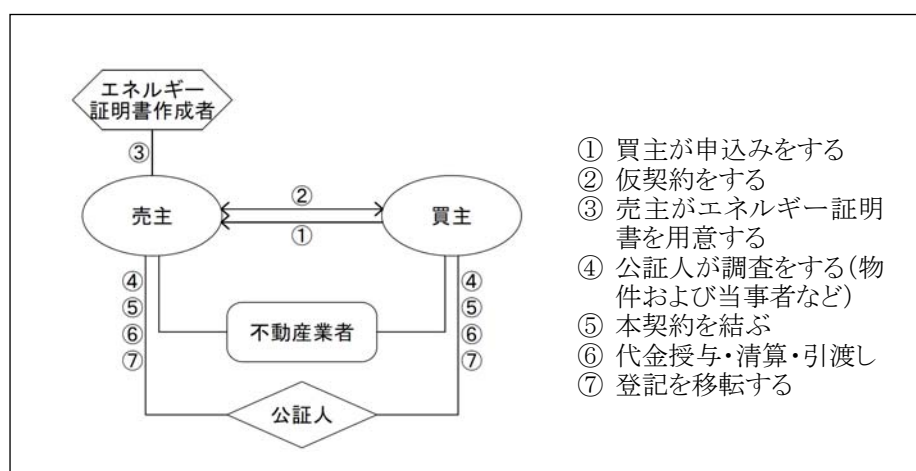 エネルギー
証明書作成者
③
売主
②
①
買主
④
⑤
⑥
⑦
④
⑤
⑥
⑦
不動産業者
公証人
① 買主が申込みをする
② 仮契約をする
③ 売主がエネルギー証明
書を用意する
④ 公証人が調査をする(物
件および当事者など)
⑤ 本契約を結ぶ
⑥ 代金授与・清算・引渡し
⑦ 登記を移転する